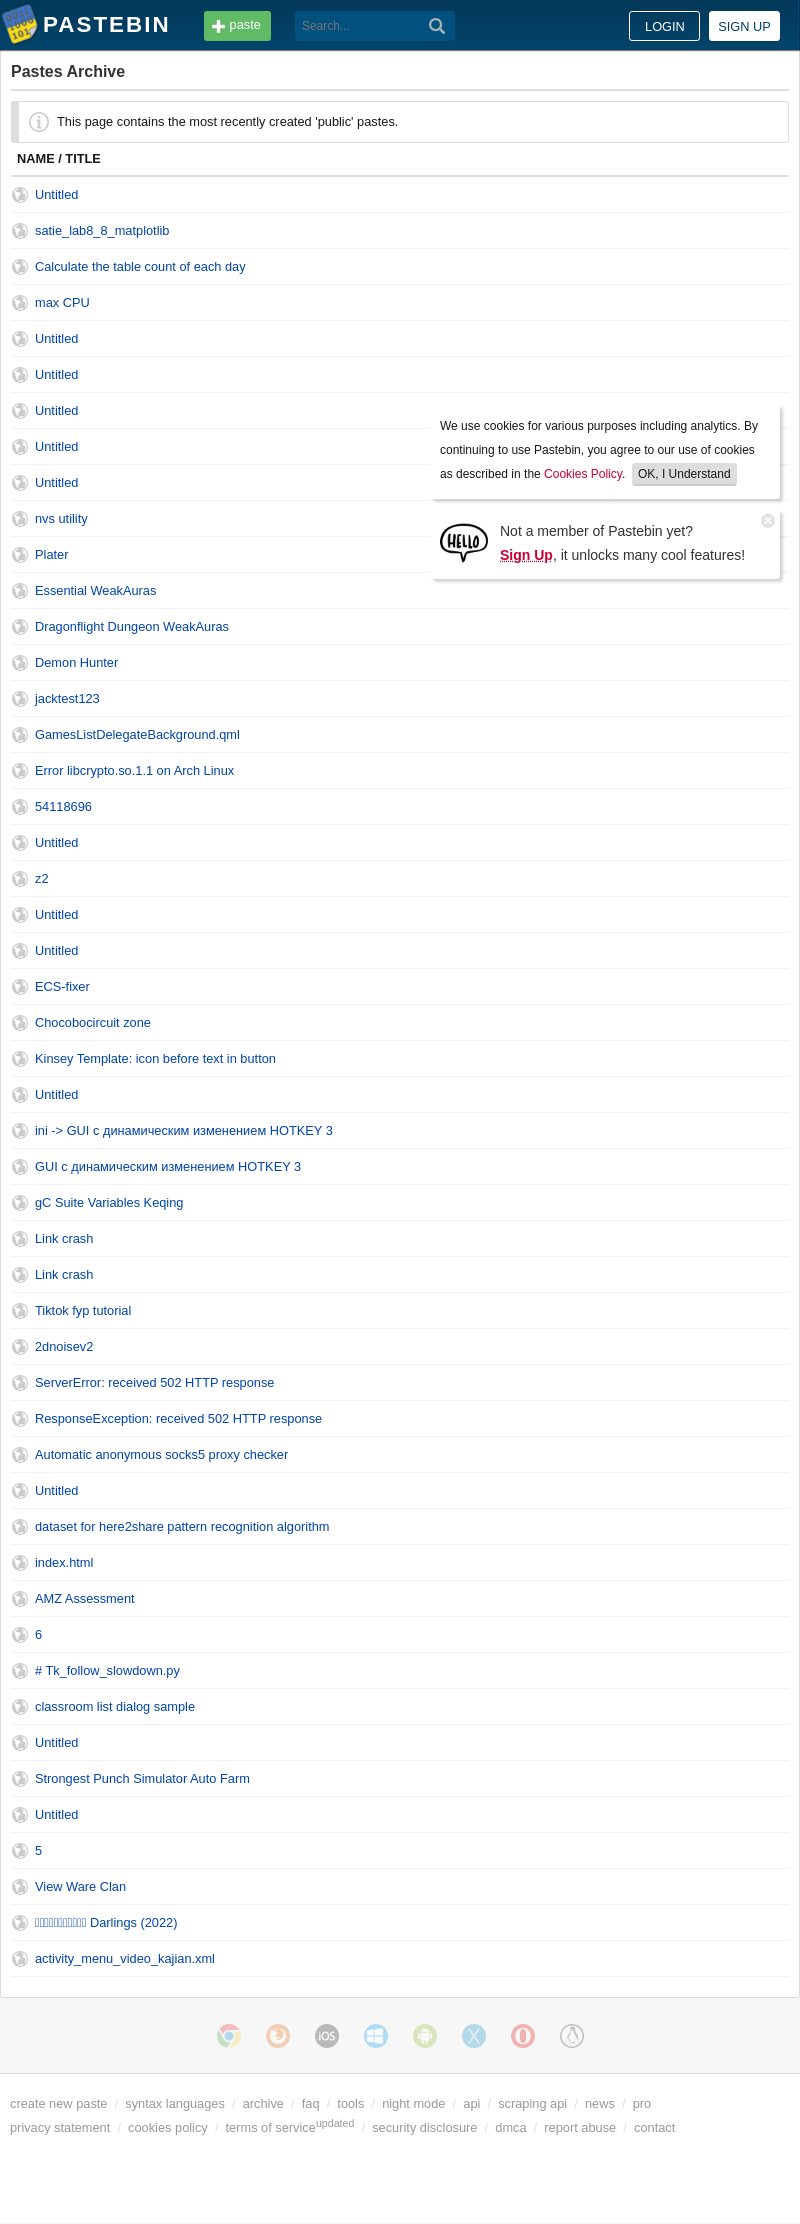 PASTEBIN
paste
Search...
LOGIN
SIGN UP
Pastes Archive
This page contains the most recently created 'public' pastes.
NAME / TITLE
Untitled
satie_lab8_8_matplotlib
Calculate the table count of each day
max CPU
Untitled
Untitled
Untitled
Untitled
Untitled
nvs utility
Plater
Essential WeakAuras
Dragonflight Dungeon WeakAuras
Demon Hunter
jacktest123
GamesListDelegateBackground.qml
Error libcrypto.so.1.1 on Arch Linux
54118696
Untitled
z2
Untitled
Untitled
ECS-fixer
Chocobocircuit zone
Kinsey Template: icon before text in button
Untitled
ini -> GUI с динамическим изменением HOTKEY 3
GUI с динамическим изменением HOTKEY 3
gC Suite Variables Keqing
Link crash
Link crash
Tiktok fyp tutorial
2dnoisev2
ServerError: received 502 HTTP response
ResponseException: received 502 HTTP response
Automatic anonymous socks5 proxy checker
Untitled
dataset for here2share pattern recognition algorithm
index.html
AMZ Assessment
6
# Tk_follow_slowdown.py
classroom list dialog sample
Untitled
Strongest Punch Simulator Auto Farm
Untitled
5
View Ware Clan
Darlings (2022)
activity_menu_video_kajian.xml
We use cookies for various purposes including analytics. By
continuing to use Pastebin, you agree to our use of cookies
as described in the Cookies Policy. OK, I Understand
HELLO
Not a member of Pastebin yet?
Sign Up, it unlocks many cool features!
iOS
create new paste / syntax languages / archive / faq / tools / night mode / api / scraping api / news / pro
privacy statement / cookies policy / terms of service updated / security disclosure / dmca / report abuse / contact